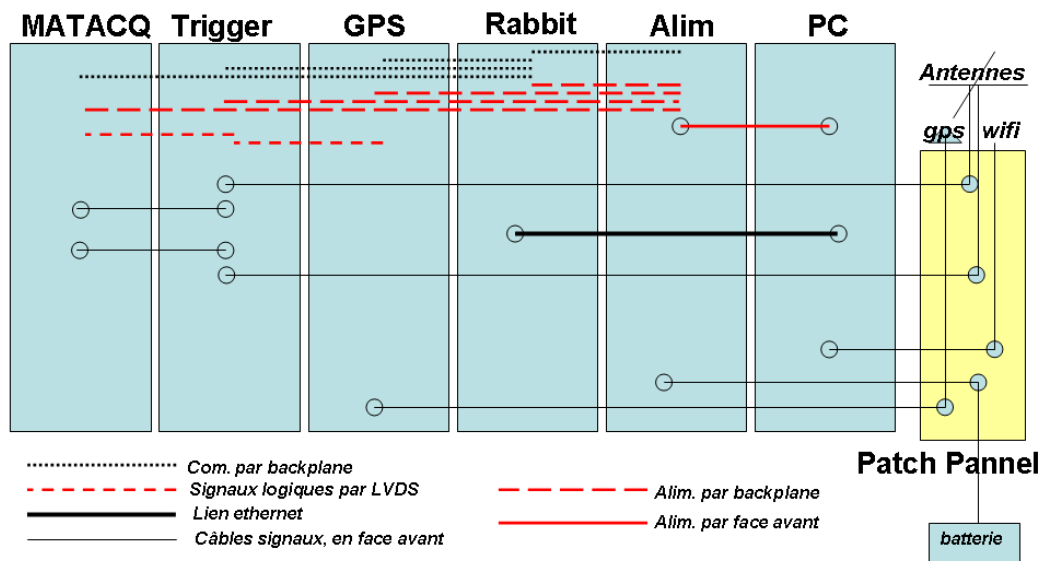 MATACQ
Trigger
GPS
Rabbit
Alim
PC
Antennes
gps
wifi
Patch Pannel
Com. par backplane
Signaux logiques par LVDS
Lien ethernet
Câbles signaux, en face avant
Alim. par backplane
Alim. par face avant
batterie